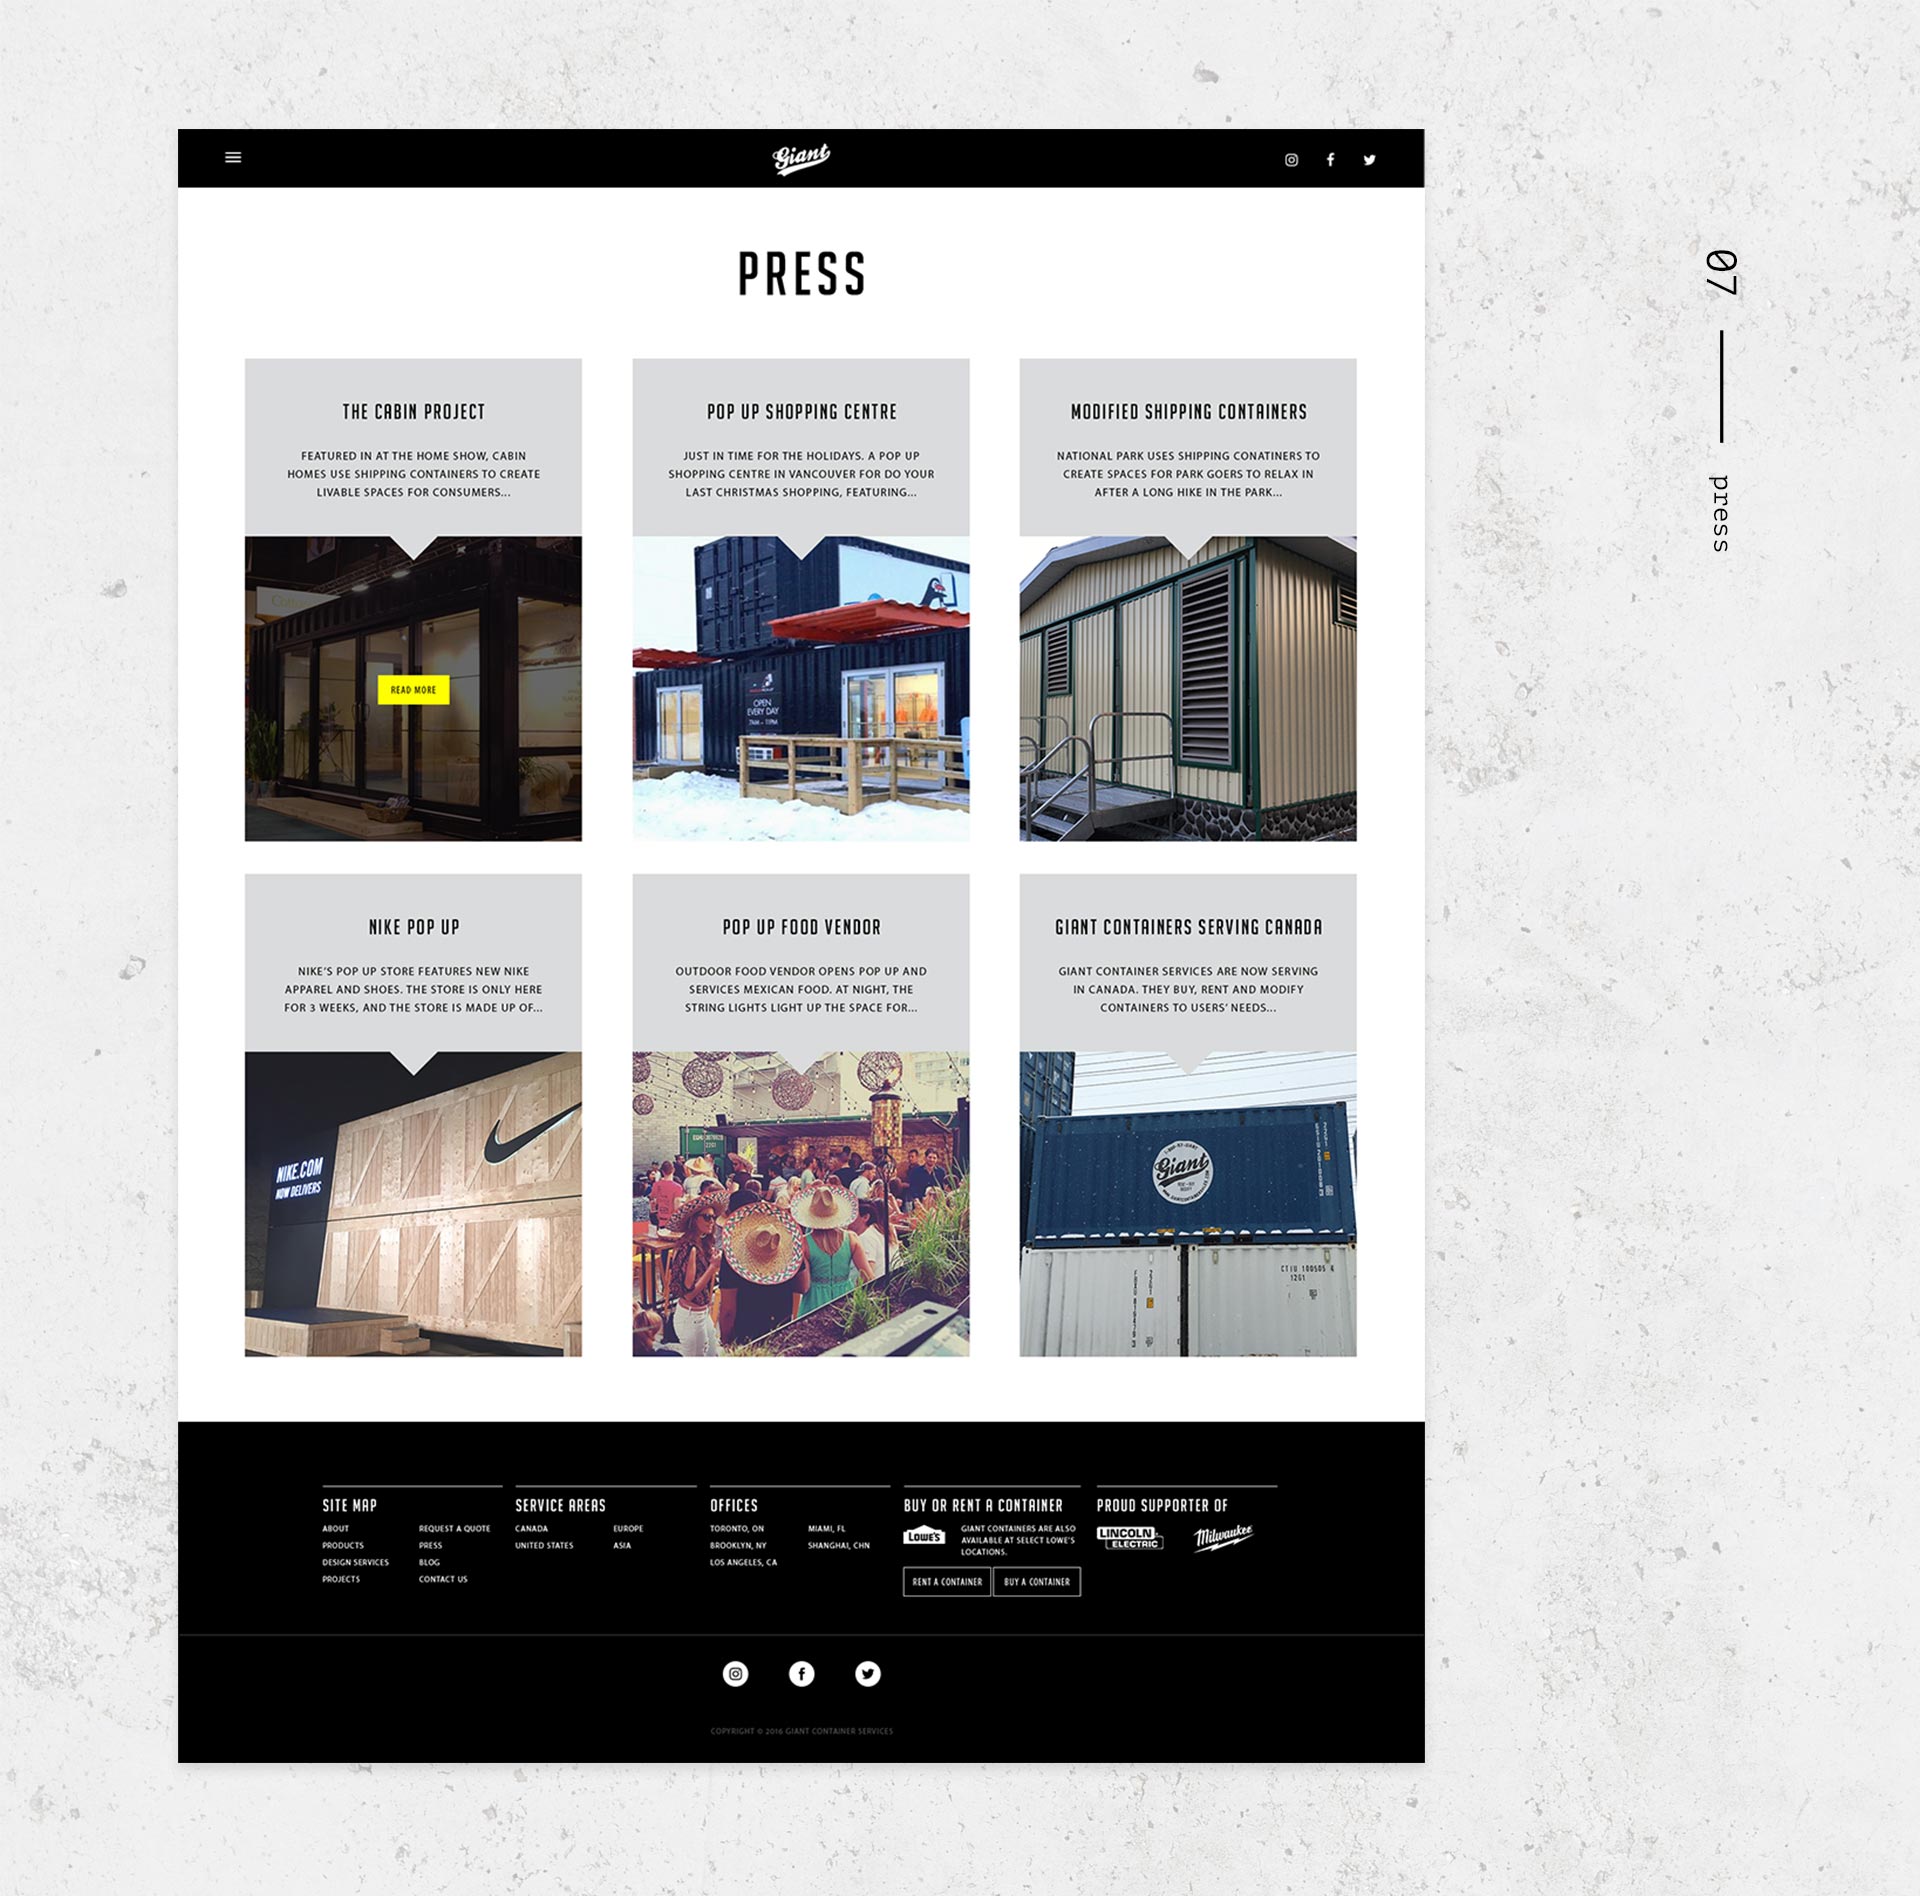 Giant
PRESS
07
press
THE CABIN PROJECT
FEATURED IN AT THE HOME SHOW, CABIN
HOMES USE SHIPPING CONTAINERS TO CREATE
LIVABLE SPACES FOR CONSUMERS...
READ MORE
POP UP SHOPPING CENTRE
JUST IN TIME FOR THE HOLIDAYS. A POP UP
SHOPPING CENTRE IN VANCOUVER FOR DO YOUR
LAST CHRISTMAS SHOPPING, FEATURING...
OPEN
EVERY DAY
7AM – 11PM
MODIFIED SHIPPING CONTAINERS
NATIONAL PARK USES SHIPPING CONATINERS TO
CREATE SPACES FOR PARK GOERS TO RELAX IN
AFTER A LONG HIKE IN THE PARK...
NIKE POP UP
NIKE'S POP UP STORE FEATURES NEW NIKE
APPAREL AND SHOES. THE STORE IS ONLY HERE
FOR 3 WEEKS, AND THE STORE IS MADE UP OF...
NIKE.COM
NOW DELIVERS
POP UP FOOD VENDOR
OUTDOOR FOOD VENDOR OPENS POP UP AND
SERVICES MEXICAN FOOD. AT NIGHT, THE
STRING LIGHTS LIGHT UP THE SPACE FOR...
GIANT CONTAINERS SERVING CANADA
GIANT CONTAINER SERVICES ARE NOW SERVING
IN CANADA. THEY BUY, RENT AND MODIFY
CONTAINERS TO USERS' NEEDS...
Giant
CTIU 100505 4
SITE MAP
ABOUT
PRODUCTS
DESIGN SERVICES
PROJECTS
REQUEST A QUOTE
PRESS
BLOG
CONTACT US
SERVICE AREAS
CANADA
UNITED STATES
EUROPE
ASIA
OFFICES
TORONTO, ON
BROOKLYN, NY
LOS ANGELES, CA
MIAMI, FL
SHANGHAI, CHN
BUY OR RENT A CONTAINER
LOWE'S
GIANT CONTAINERS ARE ALSO
AVAILABLE AT SELECT LOWE'S
LOCATIONS.
RENT A CONTAINER
BUY A CONTAINER
PROUD SUPPORTER OF
LINCOLN
ELECTRIC
Milwaukee
COPYRIGHT © 2016 GIANT CONTAINER SERVICES